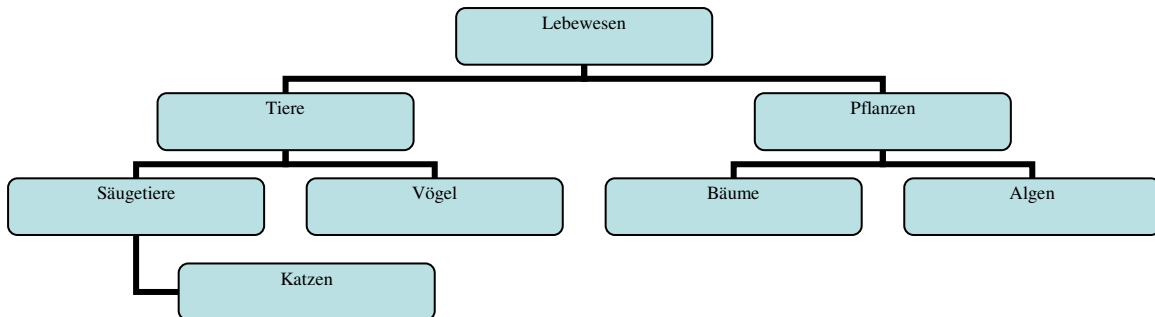 Lebewesen
Tiere
Pflanzen
Säugetiere
Vögel
Bäume
Algen
Katzen